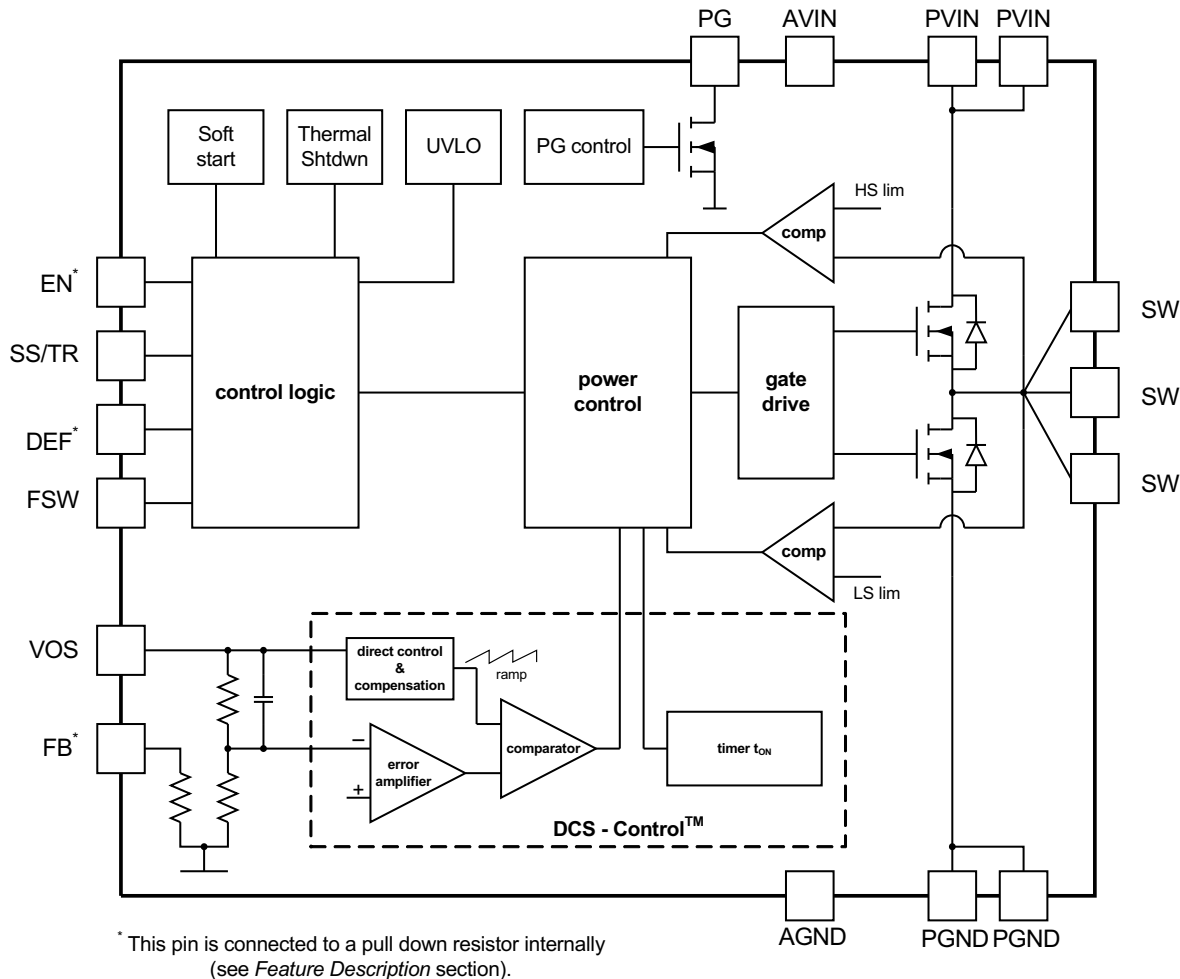 PG AVIN PVIN PVIN
Soft
start
Thermal
Shtdwn
UVLO
PG control
HS lim
comp
EN*
SS/TR
DEF*
FSW
control logic
power
control
gate
drive
SW
SW
SW
comp
LS lim
VOS
FB*
direct control
&
compensation
ramp
−
+
error
amplifier
comparator
timer tON
DCS - Control™
AGND PGND PGND
* This pin is connected to a pull down resistor internally
(see Feature Description section).